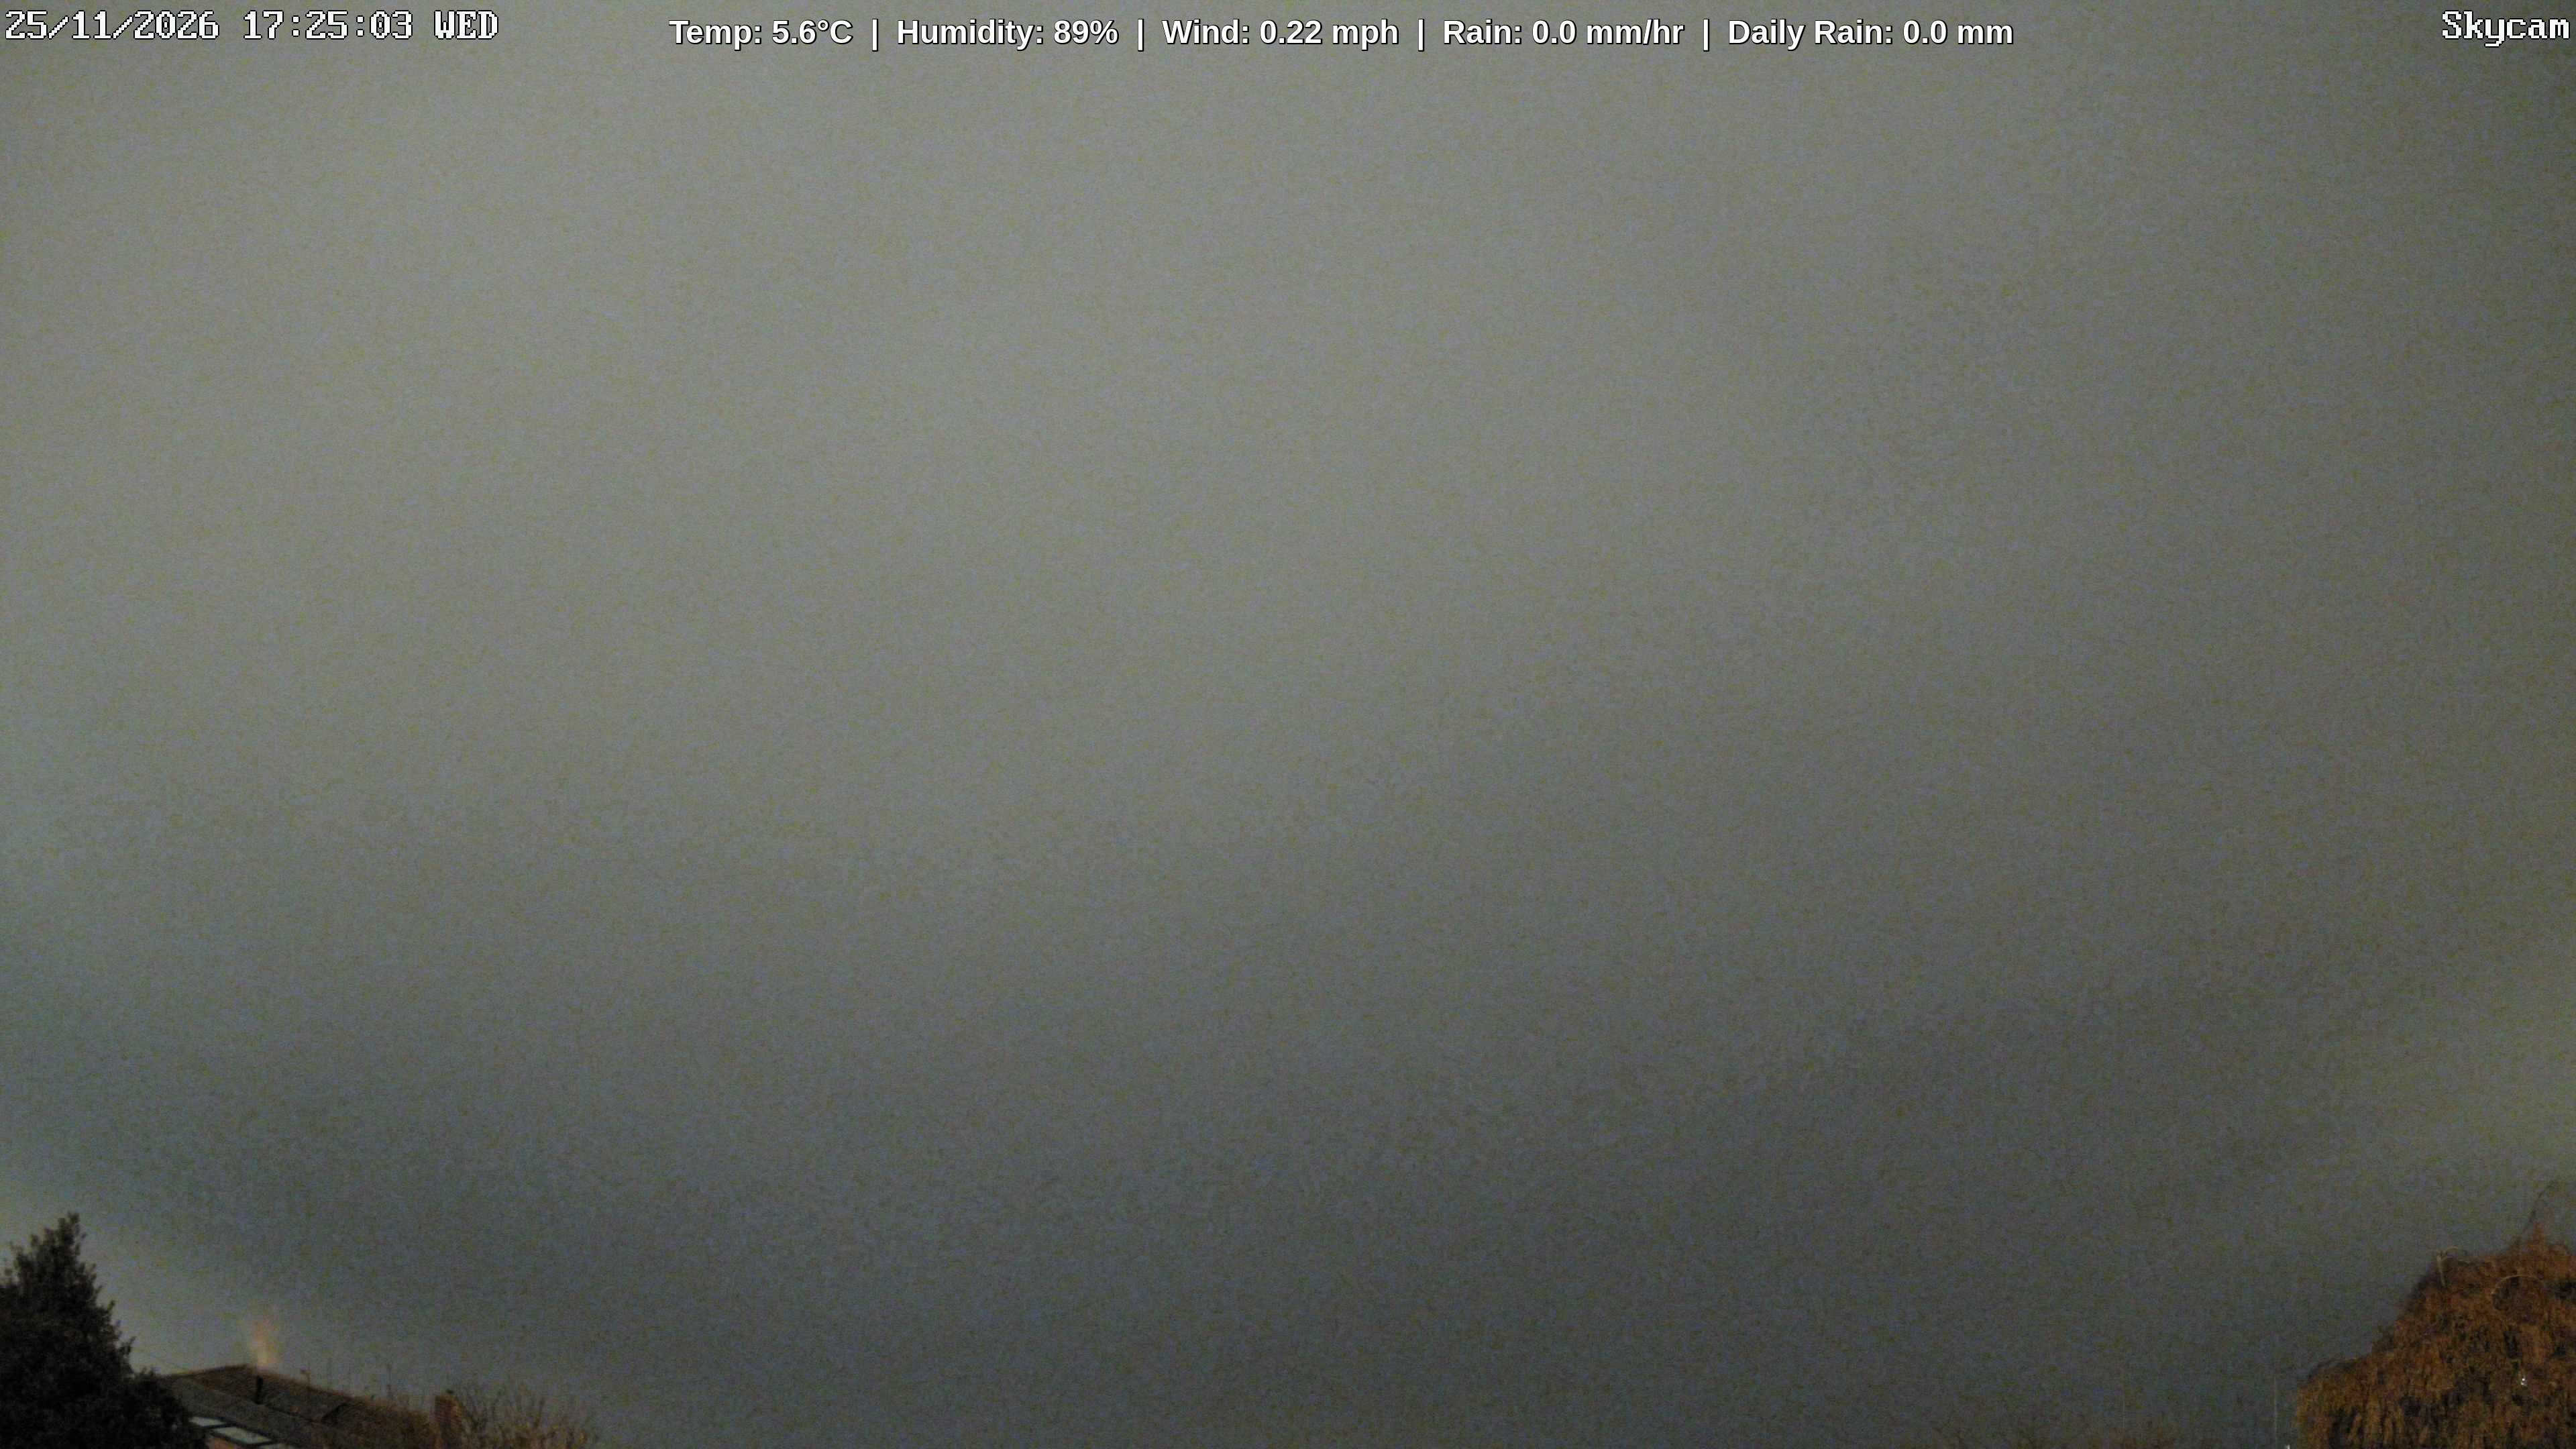 25/11/2026 17:25:03 WED
Temp: 5.6°C | Humidity: 89% | Wind: 0.22 mph | Rain: 0.0 mm/hr | Daily Rain: 0.0 mm
Skycam